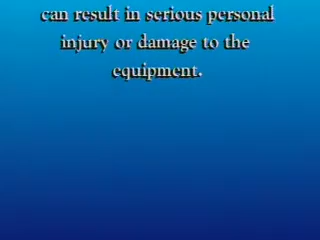 can result in serious personal
injury or damage to the
equipment.